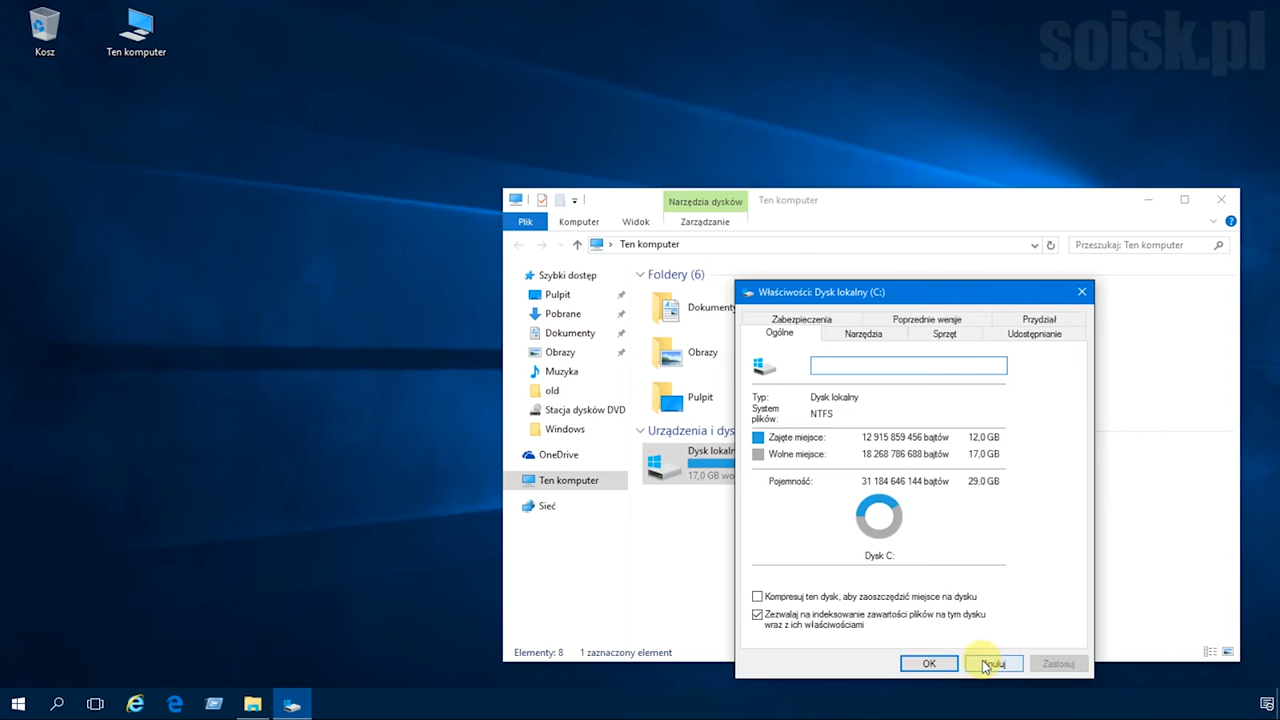 soisk.pl
Kosz
Ten komputer
Narzędzia dysków
Ten komputer
Plik
Komputer
Widok
Zarządzanie
Ten komputer
Przeszukaj: Ten komputer
Szybki dostęp
Pulpit
Pobrane
Dokumenty
Obrazy
Muzyka
old
Stacja dysków DVD
Windows
OneDrive
Ten komputer
Sieć
Foldery (6)
Dokumenty
Obrazy
Pulpit
Urządzenia i dys
Dysk lokaln
17,0 GB wo
Właściwości: Dysk lokalny (C:)
Zabezpieczenia
Poprzednie wersje
Przydział
Ogólne
Narzędzia
Sprzęt
Udostępnianie
Typ: Dysk lokalny
System plików: NTFS
Zajęte miejsce: 12 915 859 456 bajtów 12,0 GB
Wolne miejsce: 18 268 786 688 bajtów 17,0 GB
Pojemność: 31 184 646 144 bajtów 29,0 GB
Dysk C:
Kompresuj ten dysk, aby zaoszczędzić miejsce na dysku
Zezwalaj na indeksowanie zawartości plików na tym dysku
wraz z ich właściwościami
OK
Zastosuj
Elementy: 8
1 zaznaczony element